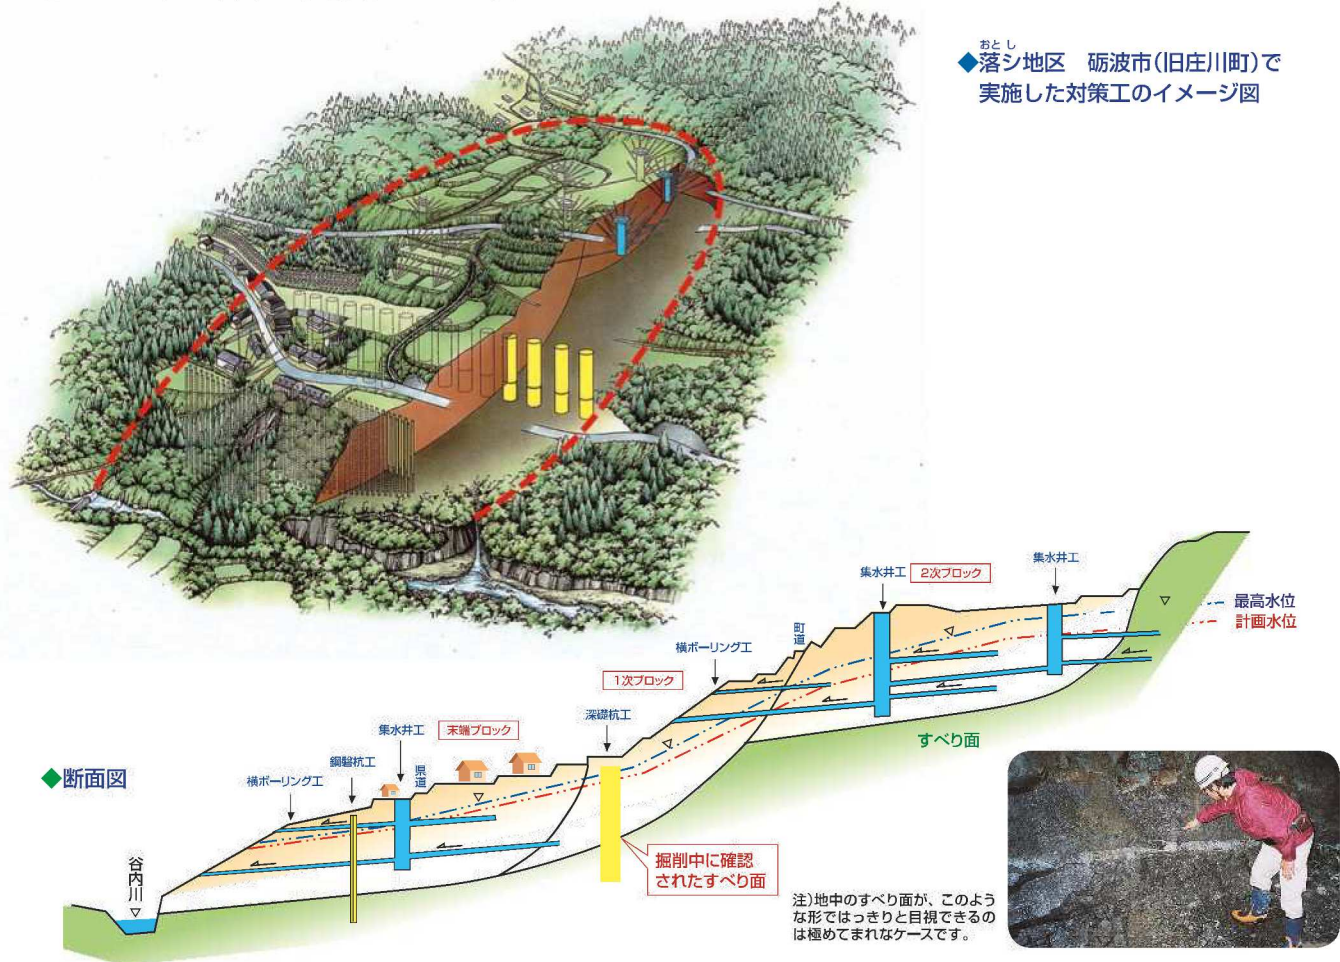 おとし
◆落シ地区　砺波市(旧庄川町)で
実施した対策工のイメージ図
集水井工
2次ブロック
集水井工
最高水位
計画水位
町道
横ボーリング工
1次ブロック
深礎杭工
すべり面
集水井工
末端ブロック
鋼管杭工
県道
横ボーリング工
◆断面図
谷内川
掘削中に確認
されたすべり面
注)地中のすべり面が、このよう
な形ではっきりと目視できるの
は極めてまれなケースです。